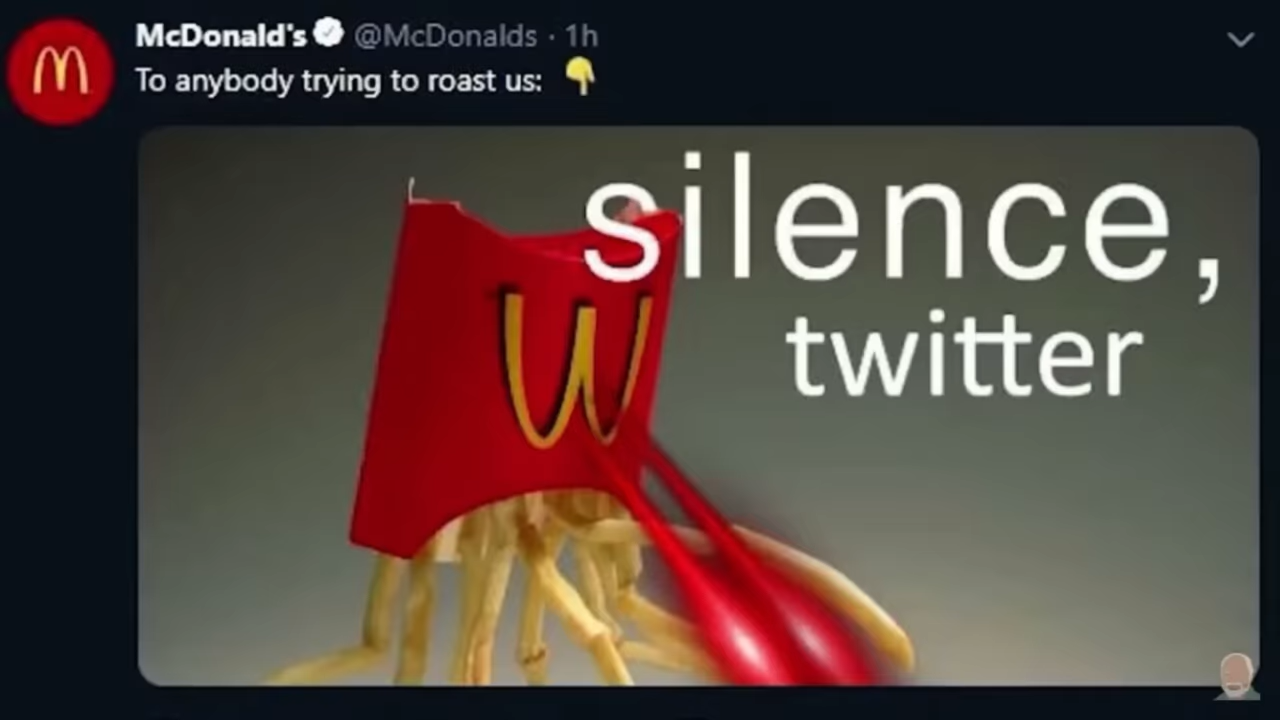 McDonald's @McDonalds · 1h
To anybody trying to roast us: 👇
silence,
twitter